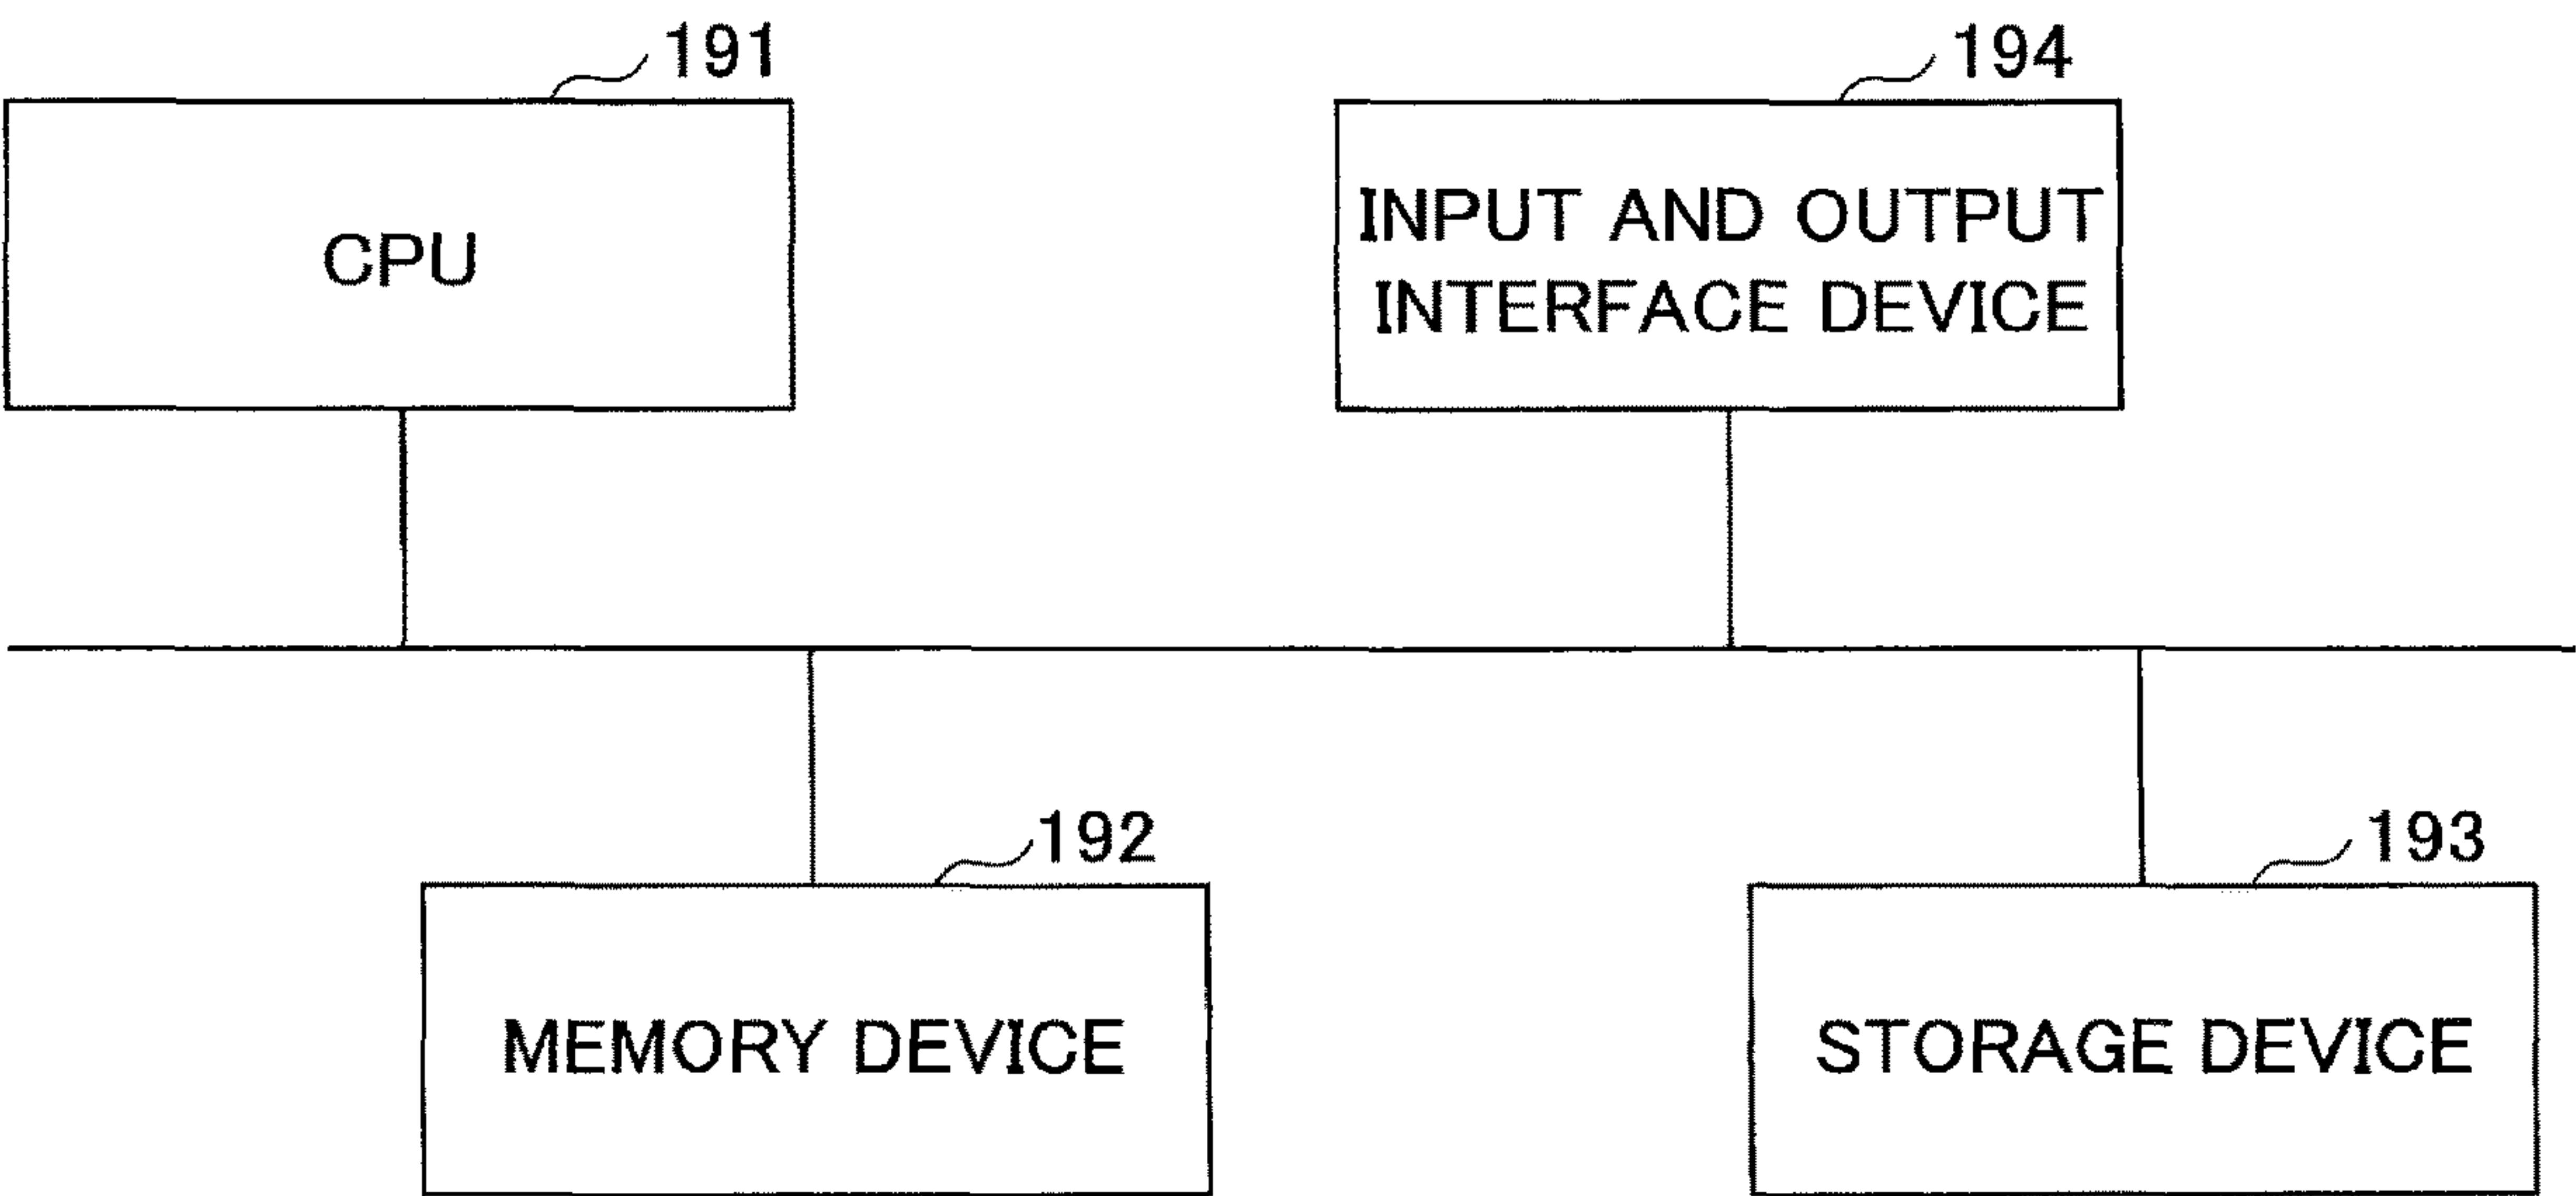 191
CPU
194
INPUT AND OUTPUT
INTERFACE DEVICE
192
MEMORY DEVICE
193
STORAGE DEVICE